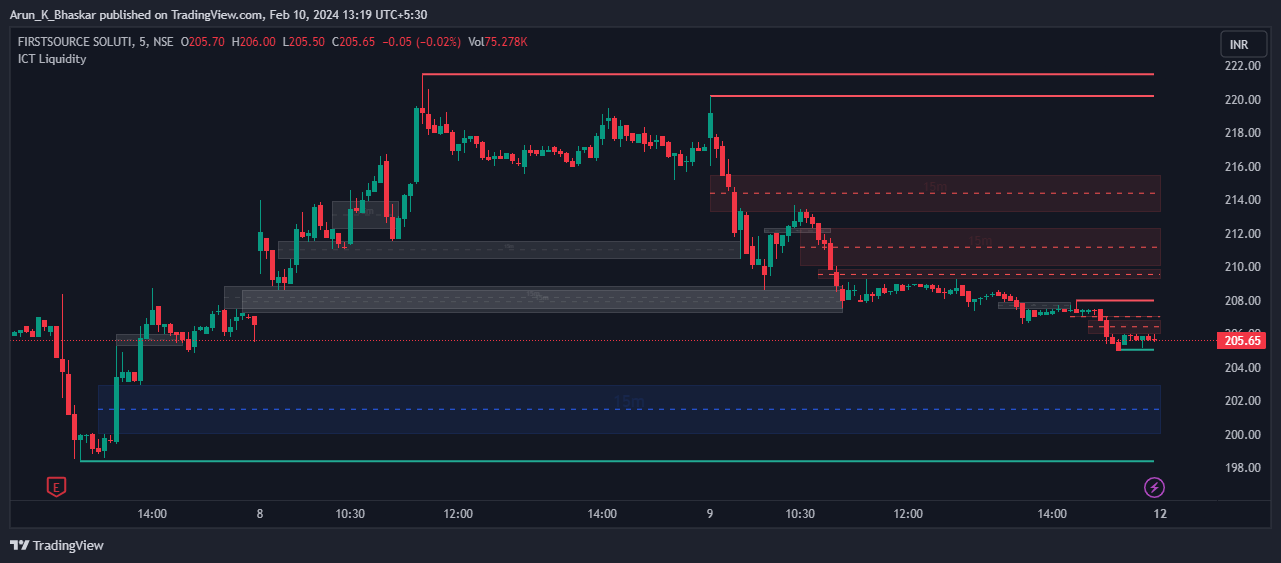 Arun_K_Bhaskar published on TradingView.com, Feb 10, 2024 13:19 UTC+5:30
FIRSTSOURCE SOLUTI, 5, NSE O205.70 H206.00 L205.50 C205.65 −0.05 (−0.02%) Vol75.278K
INR
ICT Liquidity
222.00
220.00
218.00
216.00
214.00
212.00
210.00
208.00
206.00
205.65
204.00
15m
202.00
200.00
198.00
E
14:00 8 10:30 12:00 14:00 9 10:30 12:00 14:00 12
TradingView